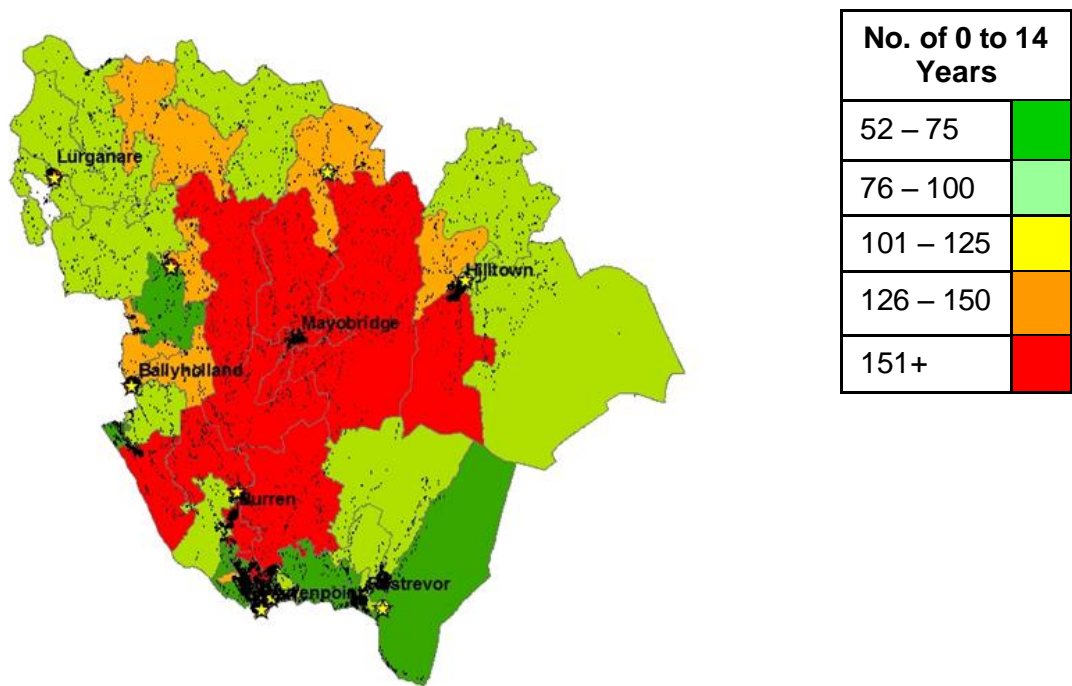 No. of 0 to 14
Years
52 – 75
76 – 100
101 – 125
126 – 150
151+
Lurganare
Hilltown
Mayobridge
Ballyholland
Burren
Rostrevor
Warrenpoint